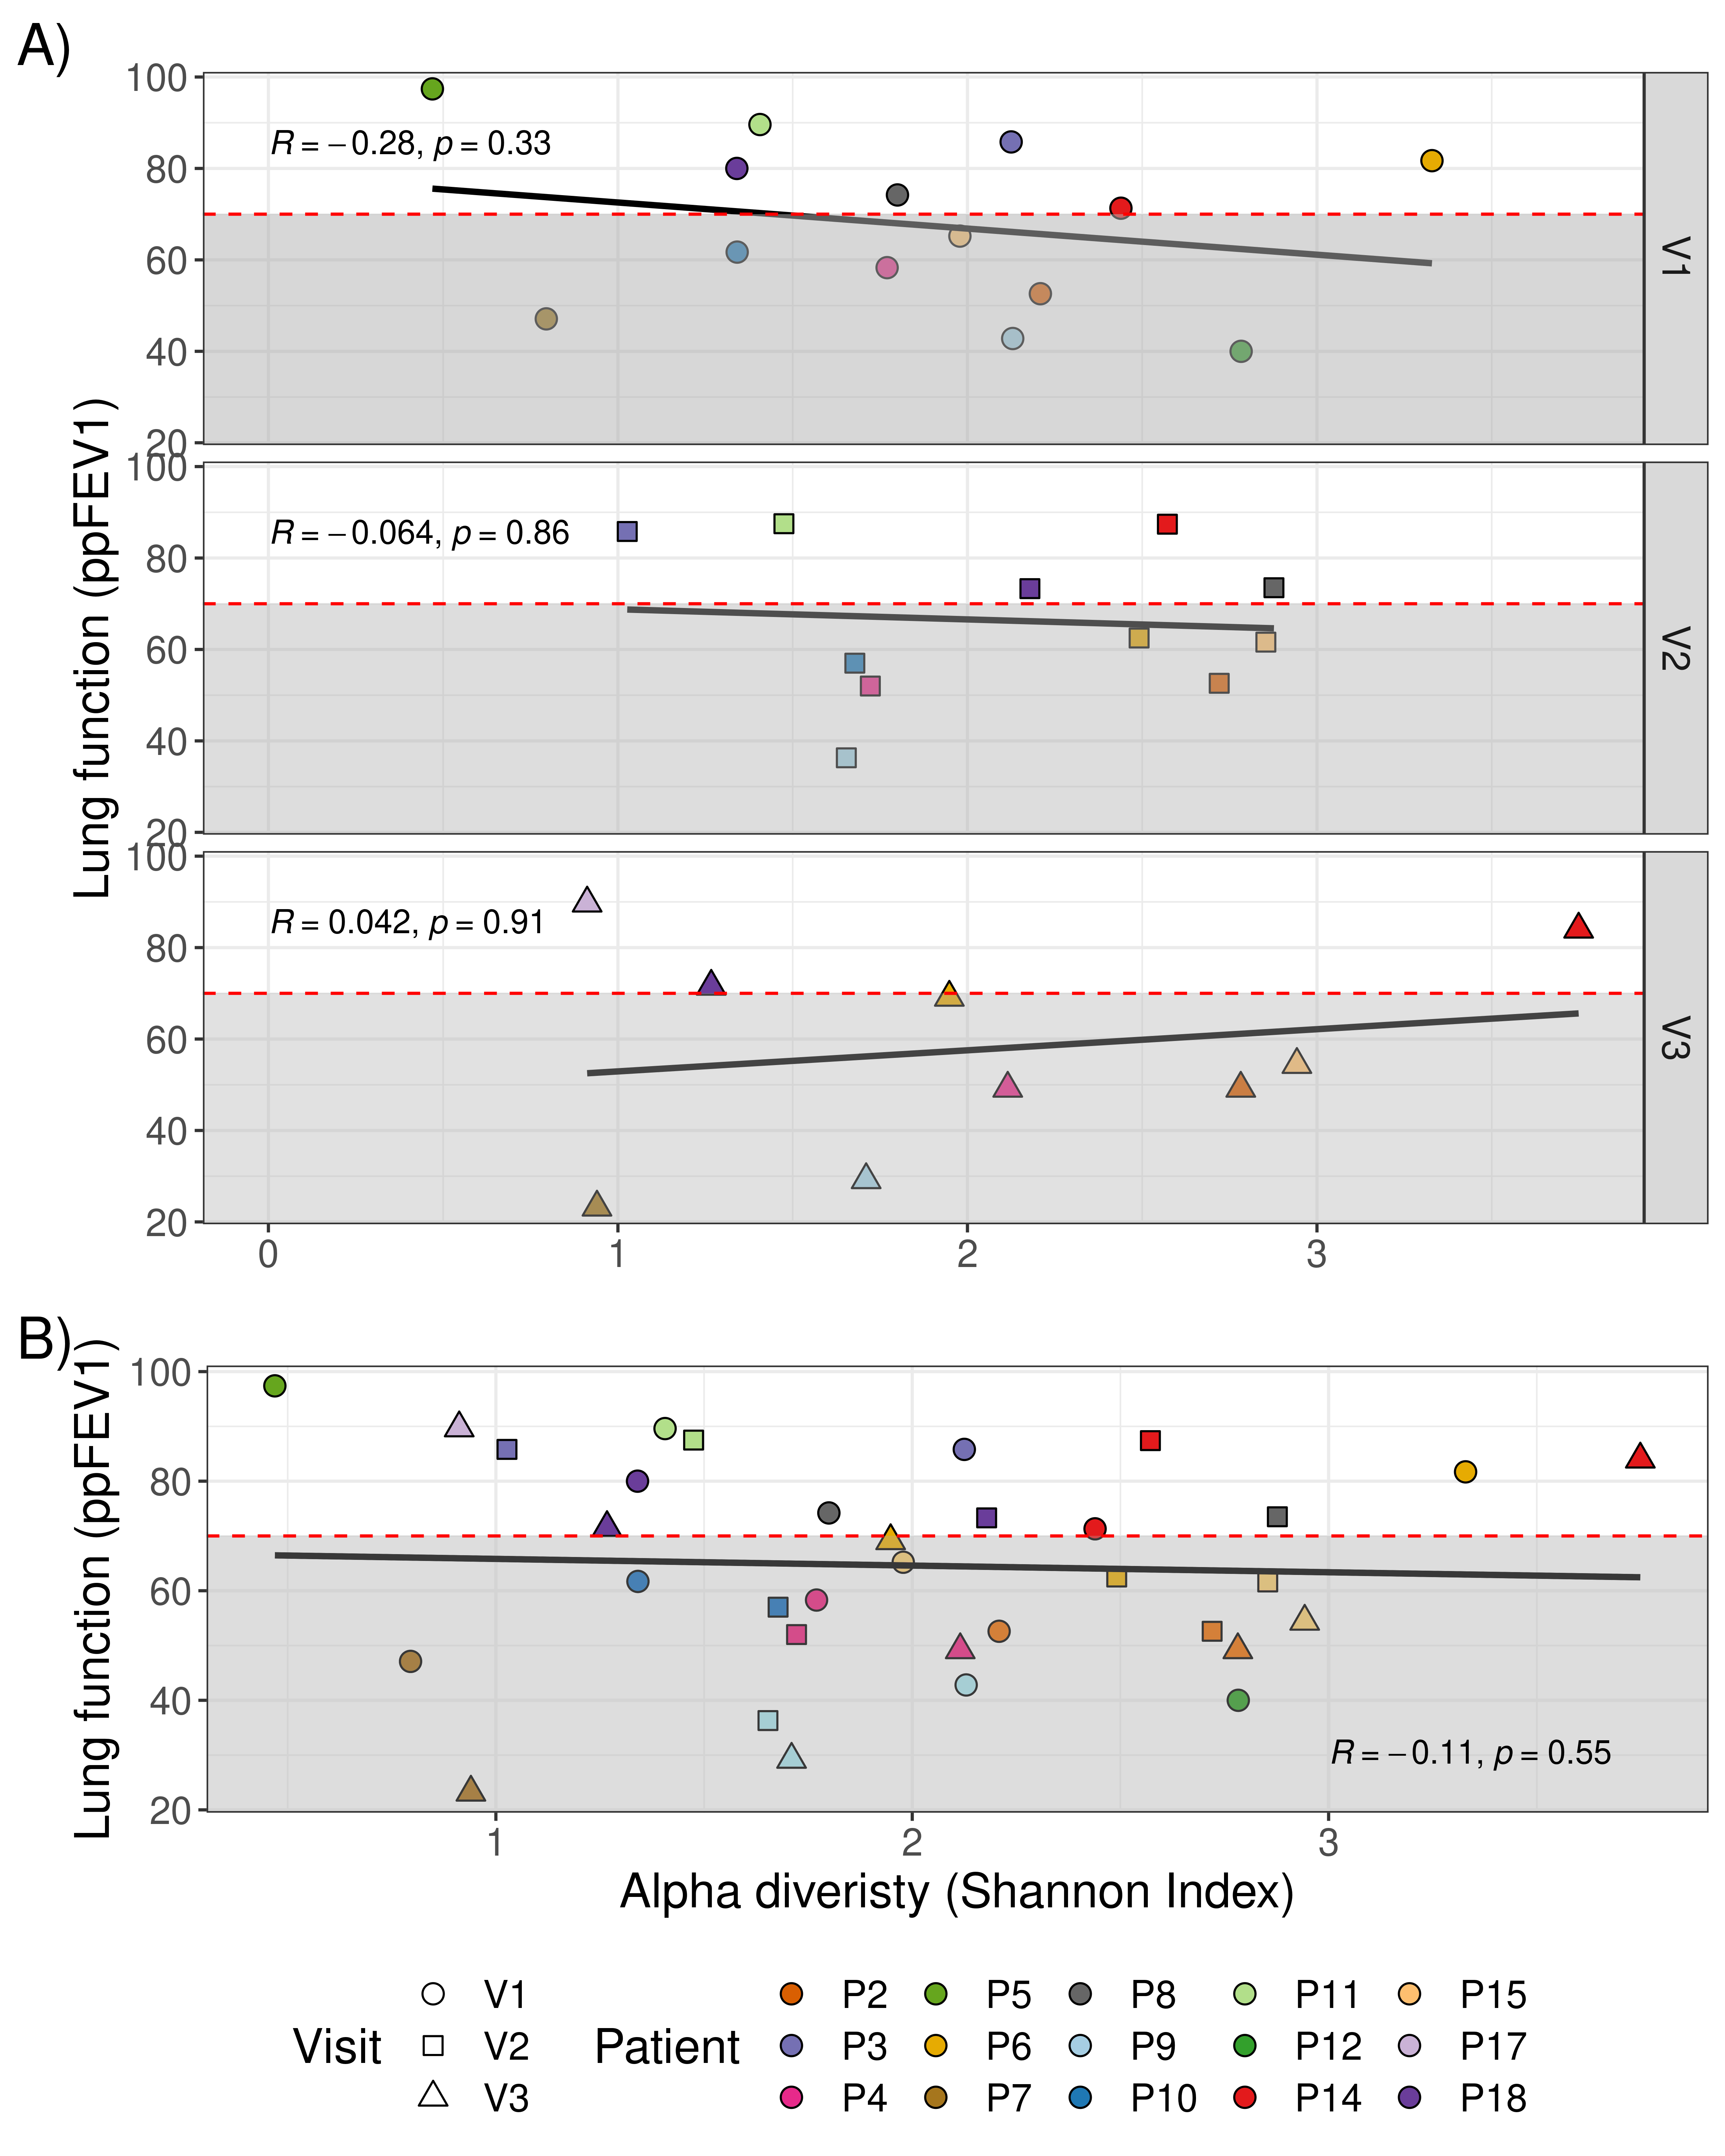 A)
Lung function (ppFEV1)
100
80
60
40
20
R = −0.28, p = 0.33
V1
100
80
60
40
20
R = −0.064, p = 0.86
V2
100
80
60
40
20
R = 0.042, p = 0.91
V3
0 1 2 3
B)
Lung function (ppFEV1)
100
80
60
40
20
R = −0.11, p = 0.55
1 2 3
Alpha diveristy (Shannon Index)
Visit
V1
V2
V3
Patient
P2 P5 P8 P11 P15
P3 P6 P9 P12 P17
P4 P7 P10 P14 P18